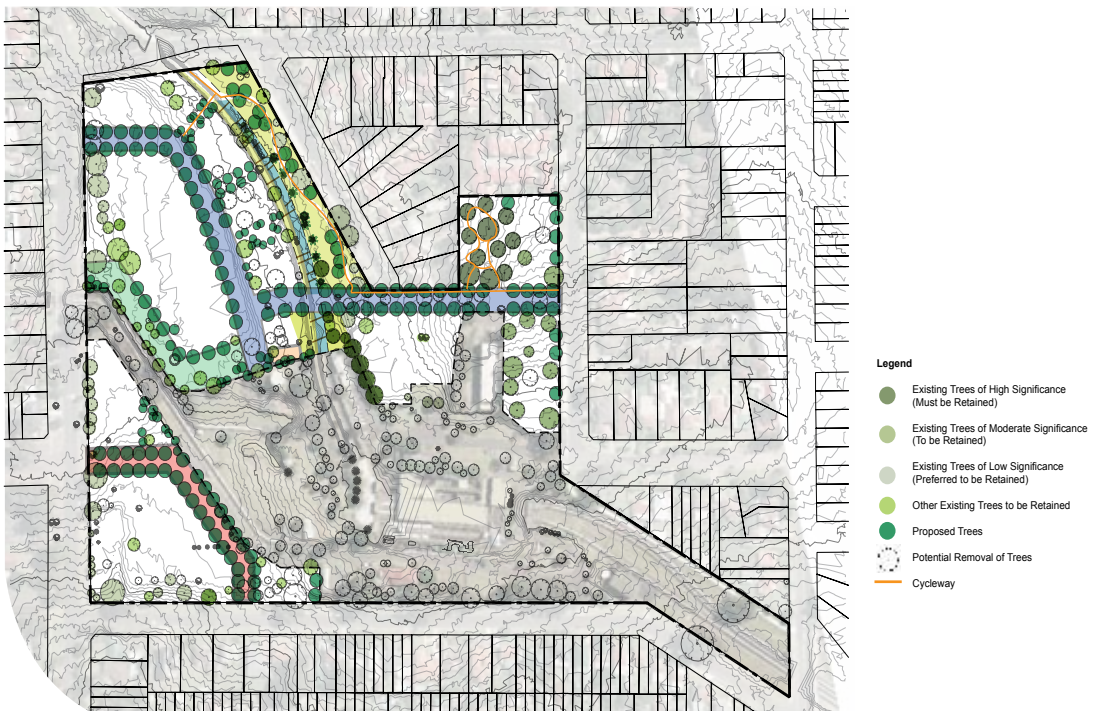 Legend
Existing Trees of High Significance
(Must be Retained)
Existing Trees of Moderate Significance
(To be Retained)
Existing Trees of Low Significance
(Preferred to be Retained)
Other Existing Trees to be Retained
Proposed Trees
Potential Removal of Trees
Cycleway